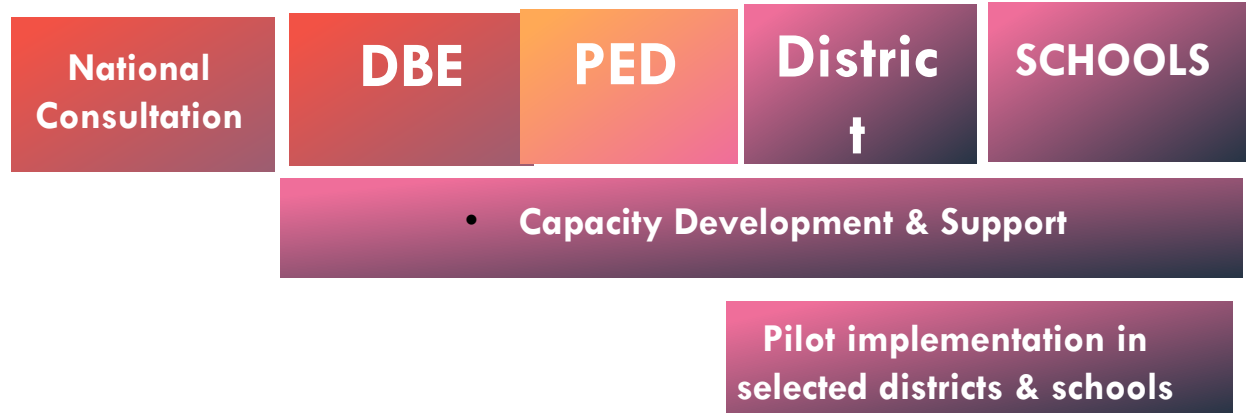 National
Consultation
DBE
PED
Distric
t
SCHOOLS
• Capacity Development & Support
Pilot implementation in
selected districts & schools